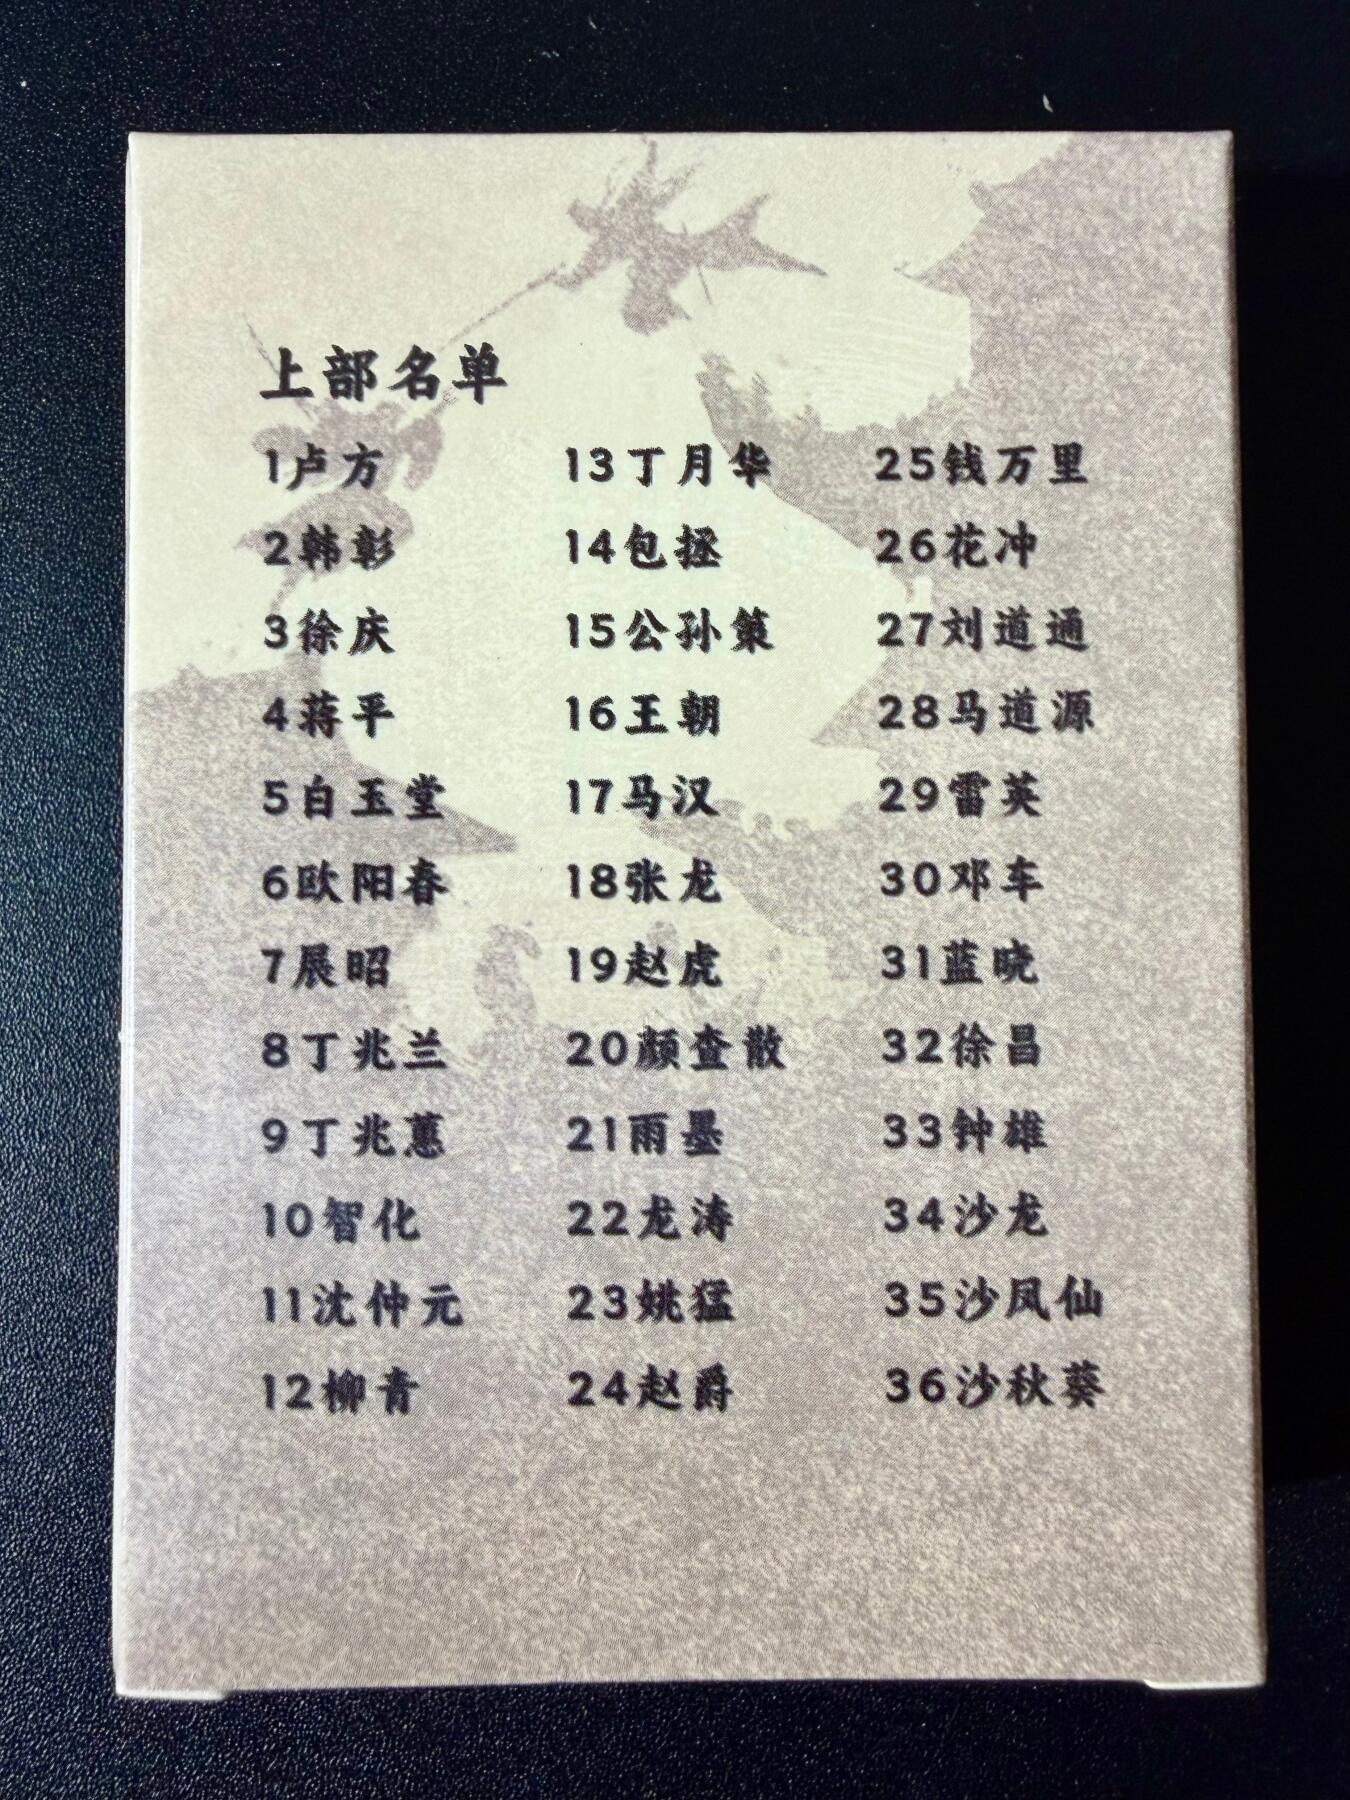 上部名单
1卢方
2韩彰
3徐庆
4蒋平
5白玉堂
6欧阳春
7展昭
8丁兆兰
9丁兆蕙
10智化
11沈仲元
12柳青
13丁月华
14包拯
15公孙策
16王朝
17马汉
18张龙
19赵虎
20颜查散
21雨墨
22龙涛
23姚猛
24赵爵
25钱万里
26花冲
27刘道通
28马道源
29雷英
30邓车
31蓝晓
32徐昌
33钟雄
34沙龙
35沙凤仙
36沙秋葵